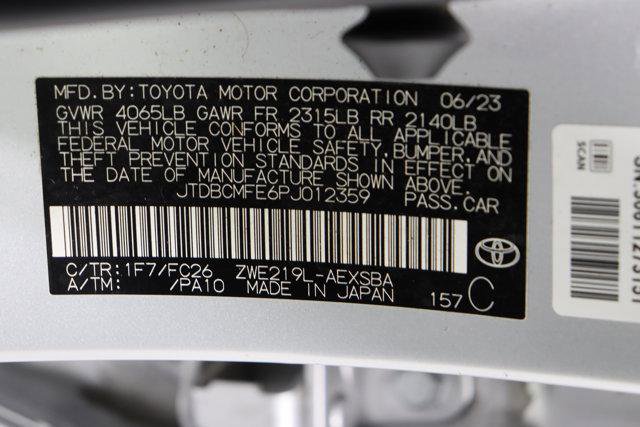 MFD.BY:TOYOTA MOTOR CORPORATION 06/23
GVWR 4065LB GAWR FR 2315LB RR 2140LB
THIS VEHICLE CONFORMS TO ALL APPLICABLE
FEDERAL MOTOR VEHICLE SAFETY,BUMPER,AND
THEFT PREVENTION STANDARDS IN EFFECT ON
THE DATE OF MANUFACTURE SHOWN ABOVE.
JTDBCMFE6PJ012359 PASS.CAR
C/TR:1F7/FC26 ZWE219L-AEXSBA
A/TM: /PA10 MADE IN JAPAN 157 C
SCAN